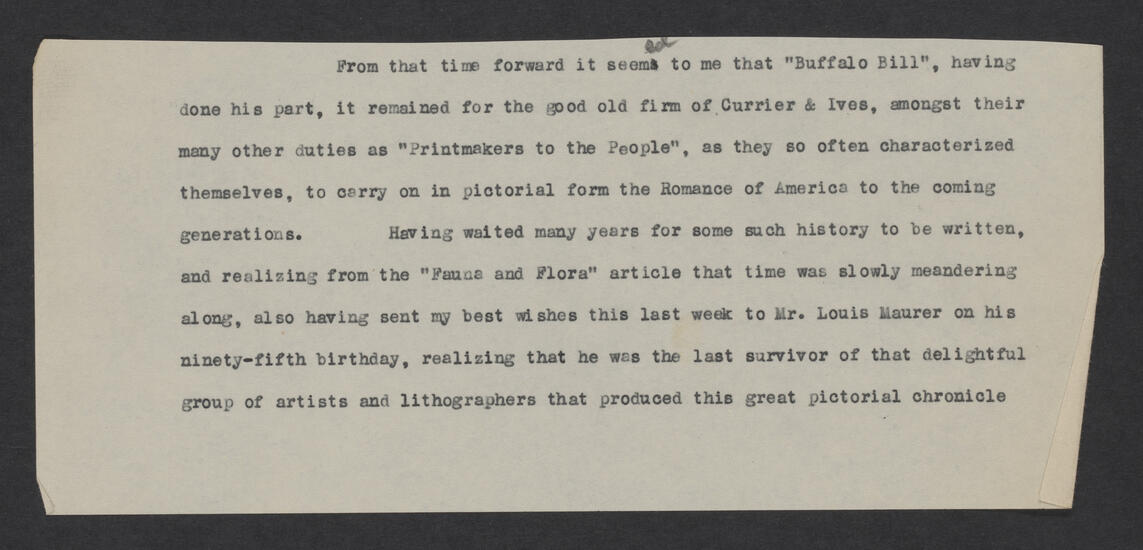 ed
From that time forward it seems to me that "Buffalo Bill", having
done his part, it remained for the good old firm of Currier & Ives, amongst their
many other duties as "Printmakers to the People", as they so often characterized
themselves, to carry on in pictorial form the Romance of America to the coming
generations. Having waited many years for some such history to be written,
and realizing from the "Fauna and Flora" article that time was slowly meandering
along, also having sent my best wishes this last week to Mr. Louis Maurer on his
ninety-fifth birthday, realizing that he was the last survivor of that delightful
group of artists and lithographers that produced this great pictorial chronicle